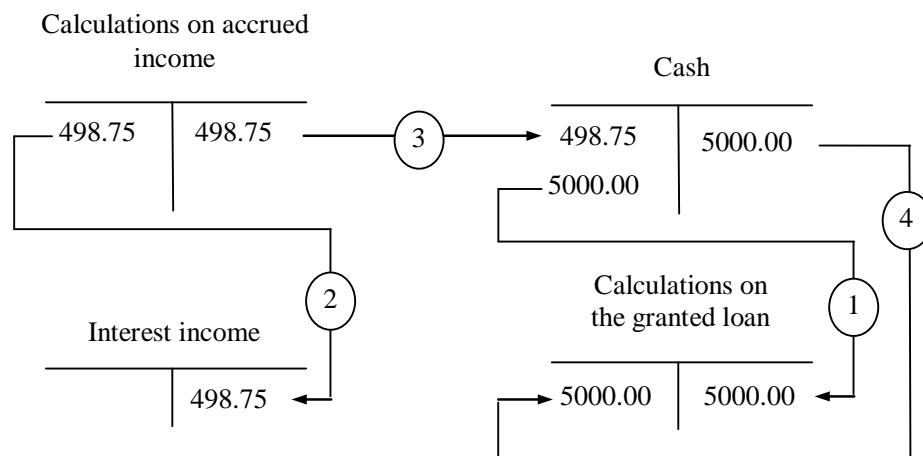 Calculations on accrued
income
498.75 498.75
3
Cash
498.75 5000.00
5000.00
4
2
Interest income
498.75
Calculations on
the granted loan
1
5000.00 5000.00